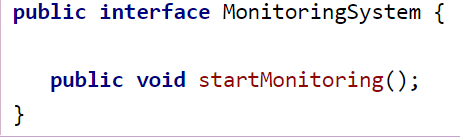 public interface MonitoringSystem {
public void startMonitoring();
}